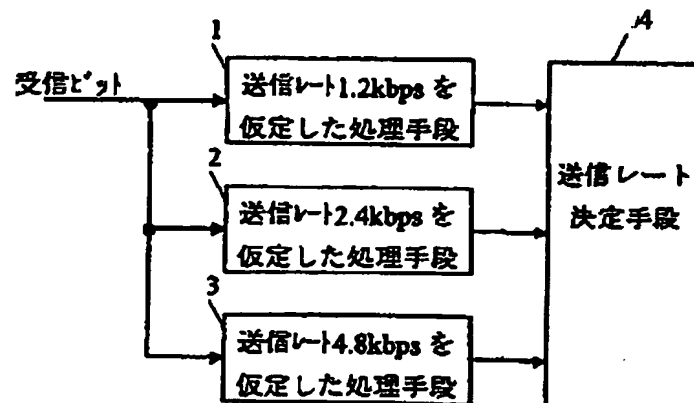 1
4
受信ビット
送信レート1.2kbps を
仮定した処理手段
2
送信レート2.4kbps を
仮定した処理手段
送信レート
決定手段
3
送信レート4.8kbps を
仮定した処理手段